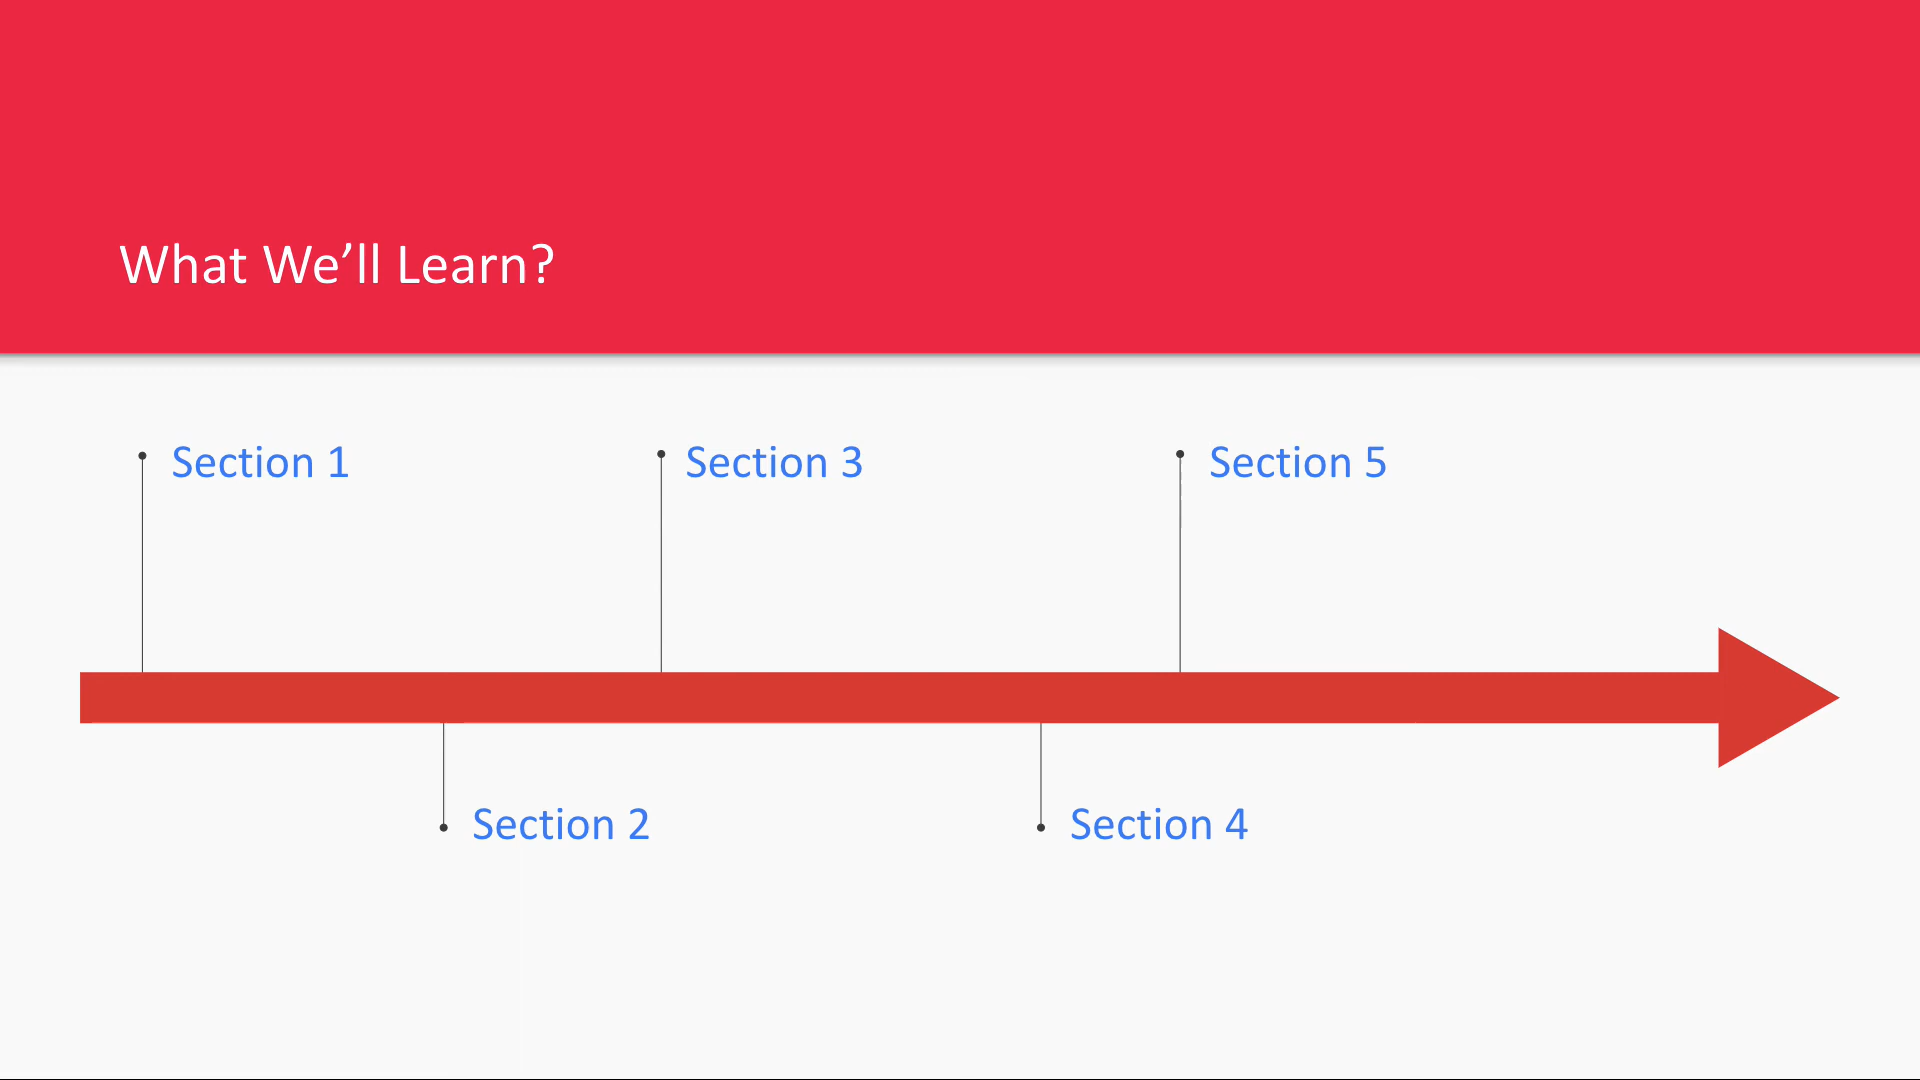 What We’ll Learn?
Section 1
Section 3
Section 5
Section 2
Section 4